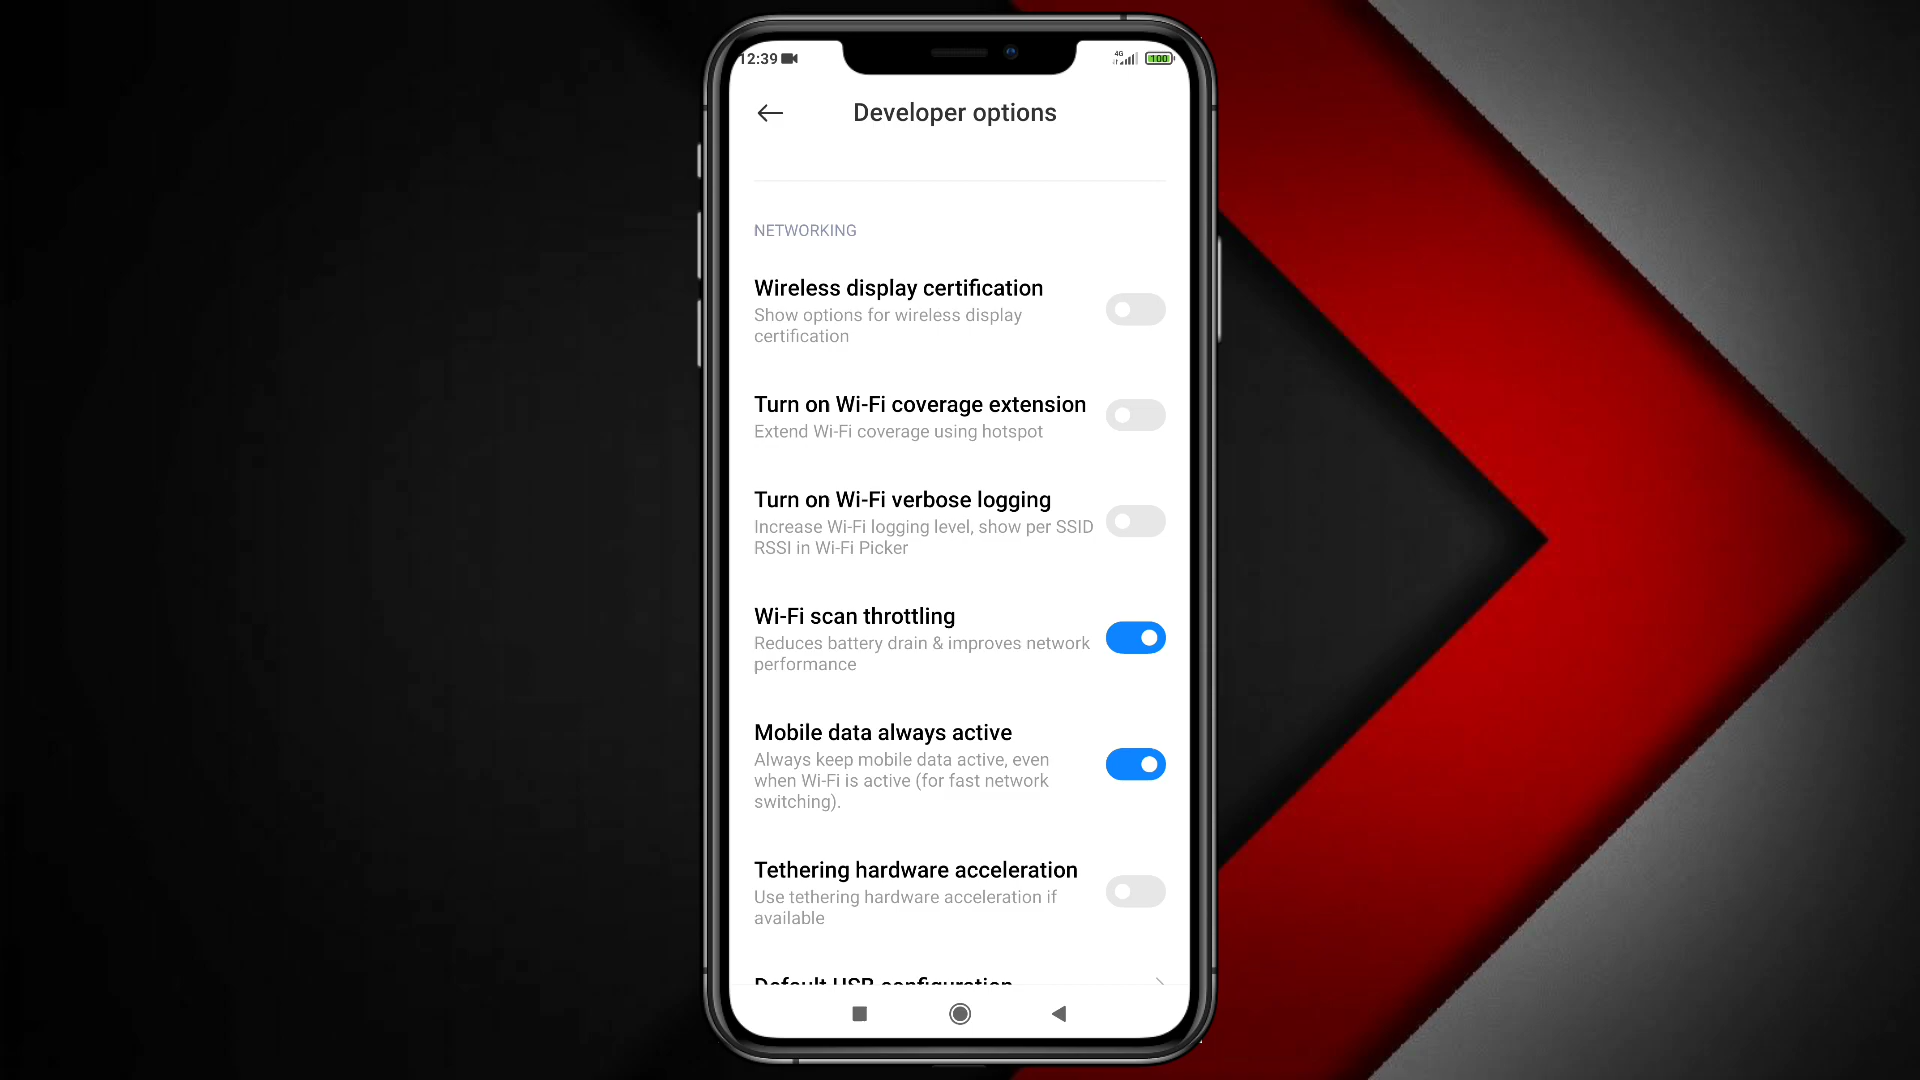 12:39
4G
100
Developer options
NETWORKING
Wireless display certification
Show options for wireless display
certification
Turn on Wi-Fi coverage extension
Extend Wi-Fi coverage using hotspot
Turn on Wi-Fi verbose logging
Increase Wi-Fi logging level, show per SSID
RSSI in Wi-Fi Picker
Wi-Fi scan throttling
Reduces battery drain & improves network
performance
Mobile data always active
Always keep mobile data active, even
when Wi-Fi is active (for fast network
switching).
Tethering hardware acceleration
Use tethering hardware acceleration if
available
Default USB configuration